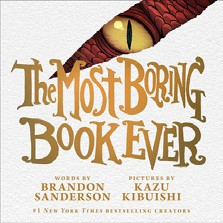 The Most Boring
Book Ever
WORDS BY
BRANDON
SANDERSON
PICTURES BY
KAZU
KIBUISHI
#1 New York Times BESTSELLING CREATORS